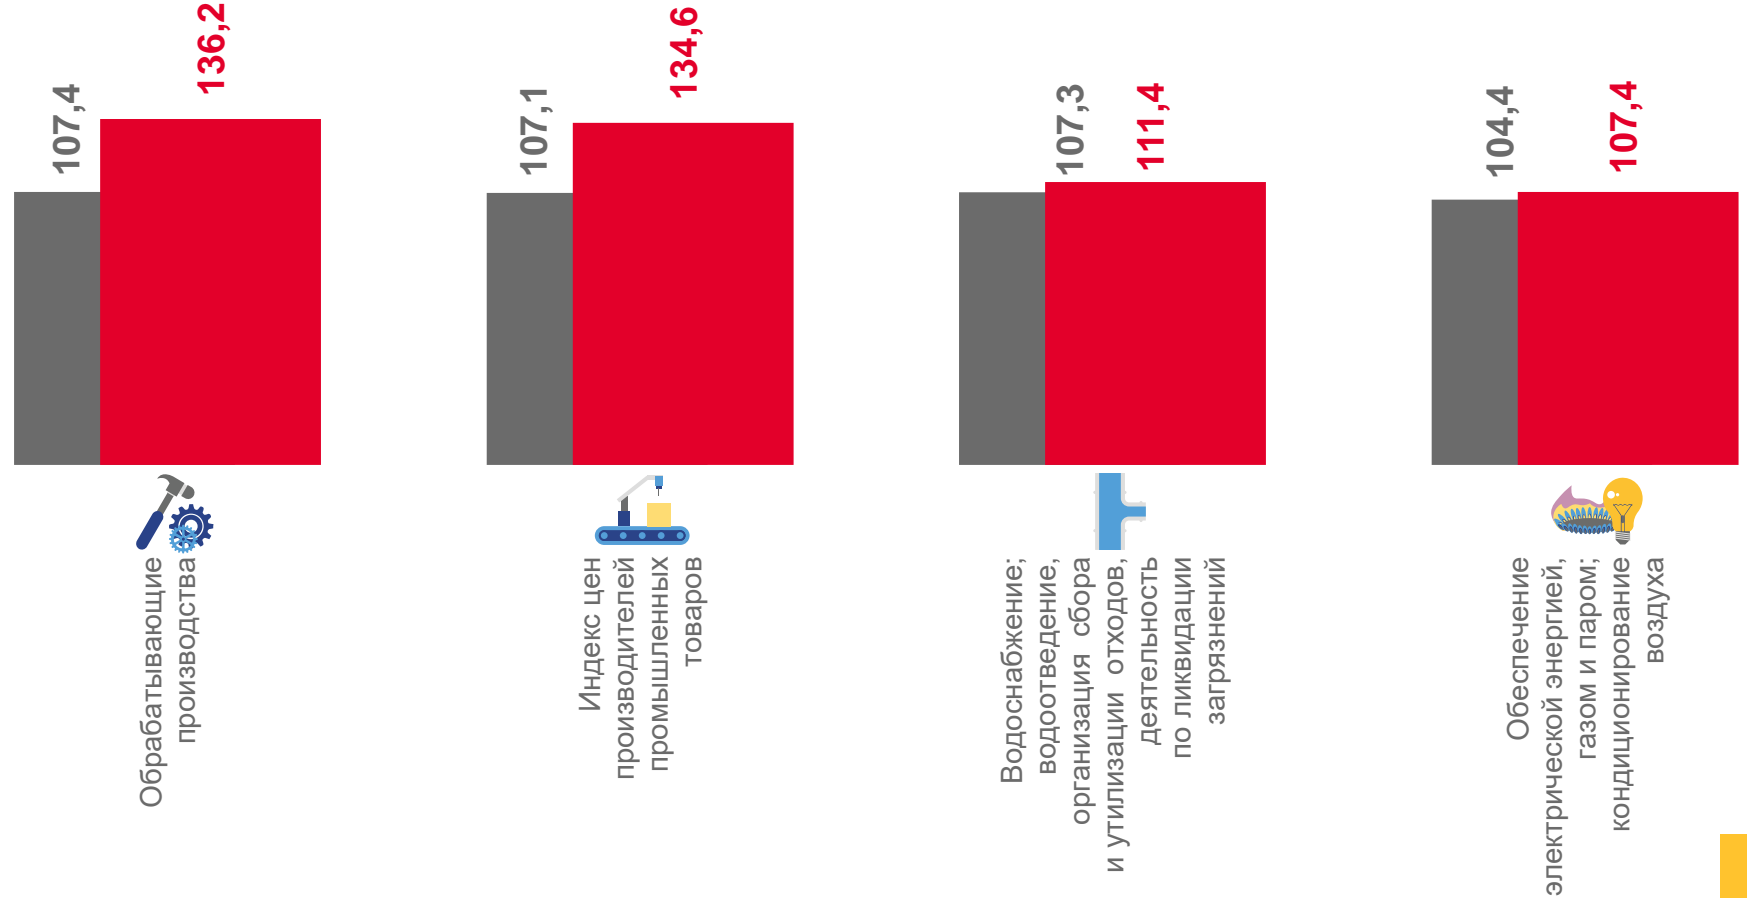 107,4
136,2
Обрабатывающие
производства
107,1
134,6
Индекс цен
производителей
промышленных
товаров
107,3
111,4
Водоснабжение;
водоотведение,
организация сбора
и утилизации отходов,
деятельность
по ликвидации
загрязнений
104,4
107,4
Обеспечение
электрической энергией,
газом и паром;
кондиционирование
воздуха